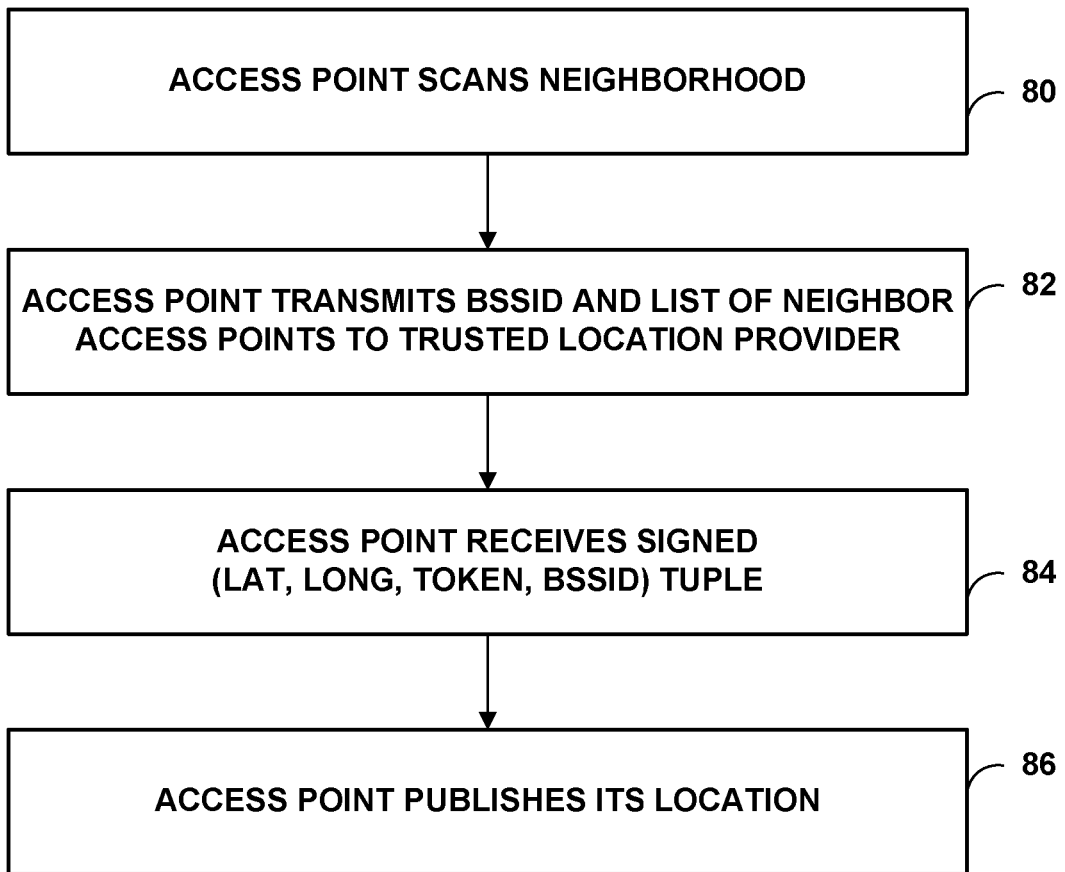 ACCESS POINT SCANS NEIGHBORHOOD
80
ACCESS POINT TRANSMITS BSSID AND LIST OF NEIGHBOR
ACCESS POINTS TO TRUSTED LOCATION PROVIDER
82
ACCESS POINT RECEIVES SIGNED
(LAT, LONG, TOKEN, BSSID) TUPLE
84
ACCESS POINT PUBLISHES ITS LOCATION
86